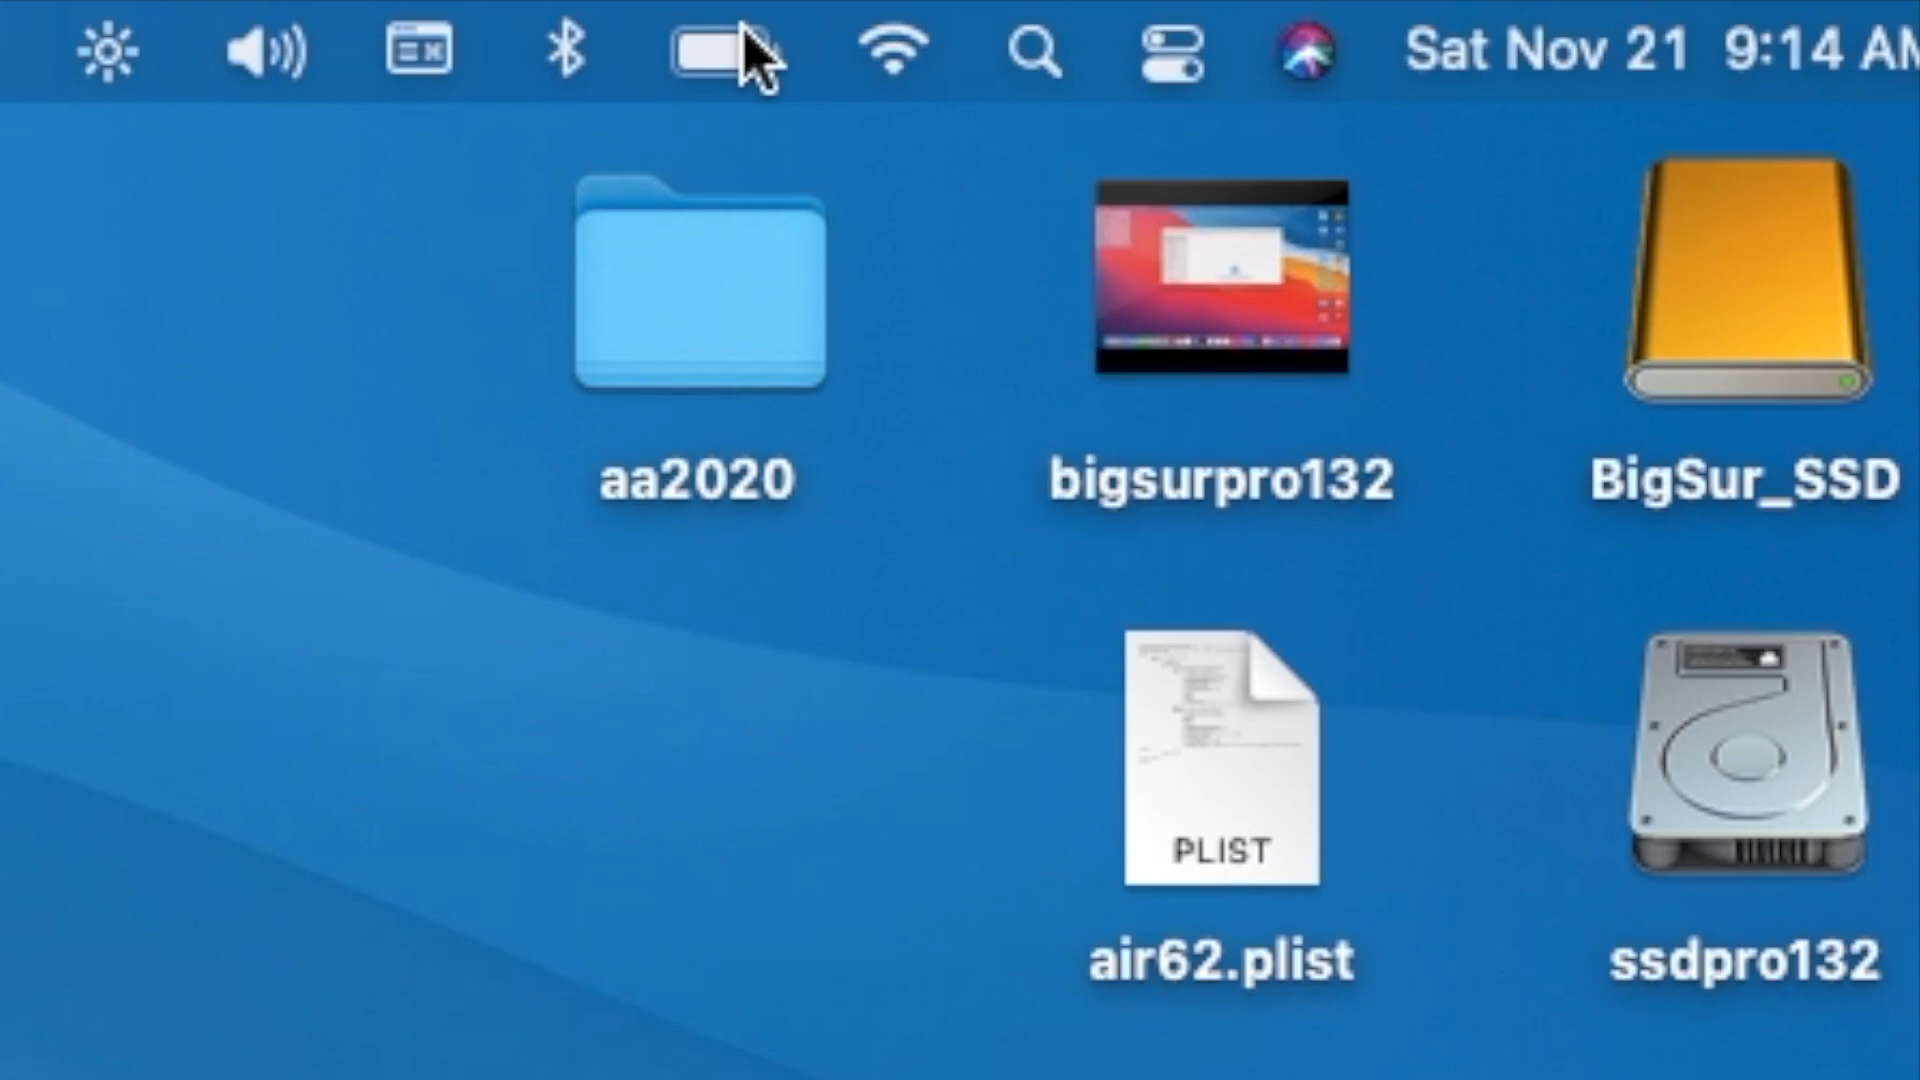 Sat Nov 21 9:14 AM
aa2020
bigsurpro132
BigSur_SSD
PLIST
air62.plist
ssdpro132